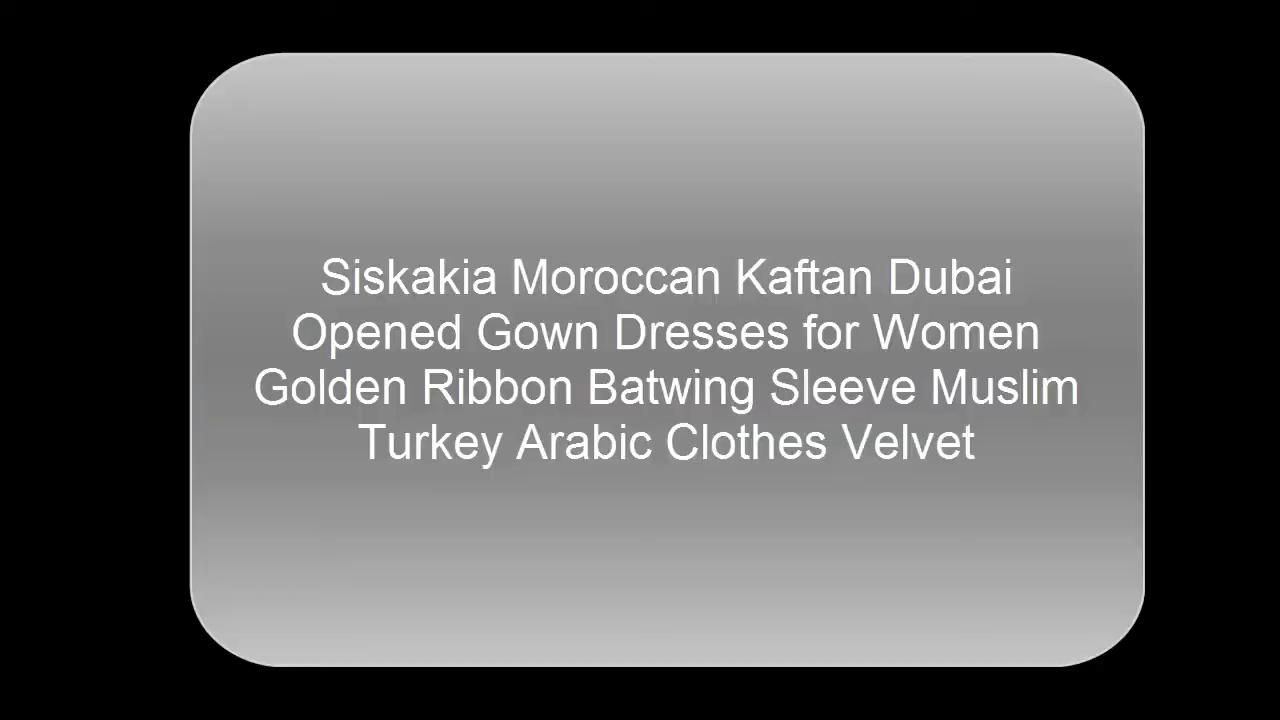 Siskakia Moroccan Kaftan Dubai
Opened Gown Dresses for Women
Golden Ribbon Batwing Sleeve Muslim
Turkey Arabic Clothes Velvet